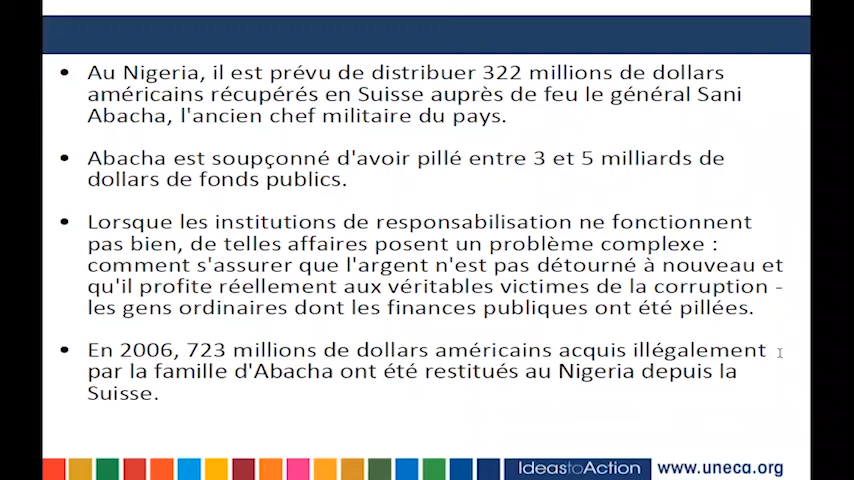 • Au Nigeria, il est prévu de distribuer 322 millions de dollars
américains récupérés en Suisse auprès de feu le général Sani
Abacha, l'ancien chef militaire du pays.
• Abacha est soupçonné d'avoir pillé entre 3 et 5 milliards de
dollars de fonds publics.
• Lorsque les institutions de responsabilisation ne fonctionnent
pas bien, de telles affaires posent un problème complexe :
comment s'assurer que l'argent n'est pas détourné à nouveau et
qu'il profite réellement aux véritables victimes de la corruption -
les gens ordinaires dont les finances publiques ont été pillées.
• En 2006, 723 millions de dollars américains acquis illégalement
par la famille d'Abacha ont été restitués au Nigeria depuis la
Suisse.
IdeastoAction www.uneca.org